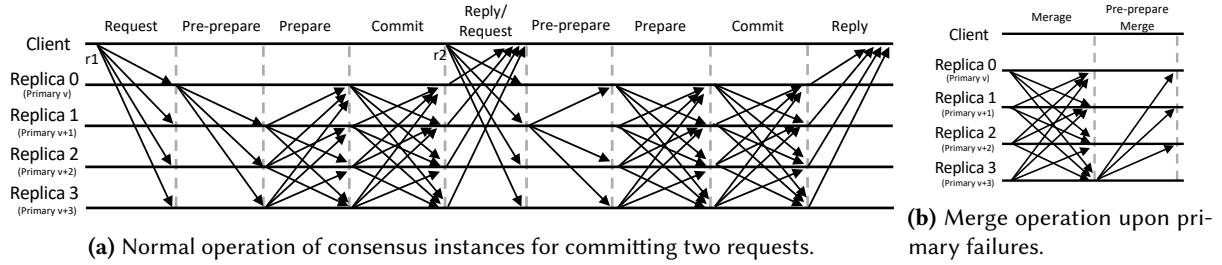 Request Pre-prepare Prepare Commit Reply/ Request Pre-prepare Prepare Commit Reply
Client
r1 r2
Replica 0
(Primary v)
Replica 1
(Primary v+1)
Replica 2
(Primary v+2)
Replica 3
(Primary v+3)
(a) Normal operation of consensus instances for committing two requests.
Merage Pre-prepare Merge
Client
Replica 0
(Primary v)
Replica 1
(Primary v+1)
Replica 2
(Primary v+2)
Replica 3
(Primary v+3)
(b) Merge operation upon pri-
mary failures.